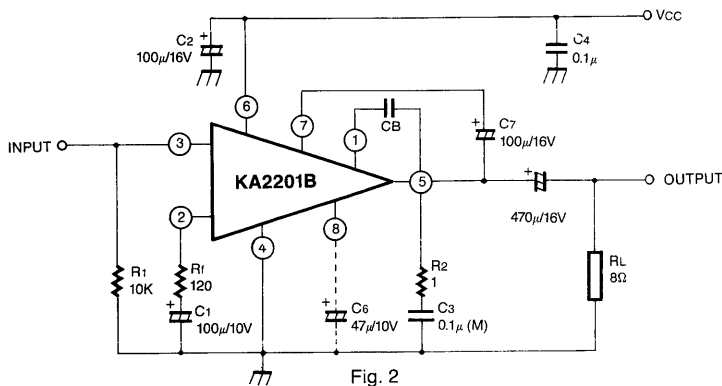 C2
100μ/16V
VCC
C4
0.1μ
6
7
1
CB
C7
100μ/16V
INPUT
3
KA2201B
5
OUTPUT
470μ/16V
2
4
8
R1
10K
Rf
120
C1
100μ/10V
C6
47μ/10V
R2
1
C3
0.1μ (M)
RL
8Ω
Fig. 2